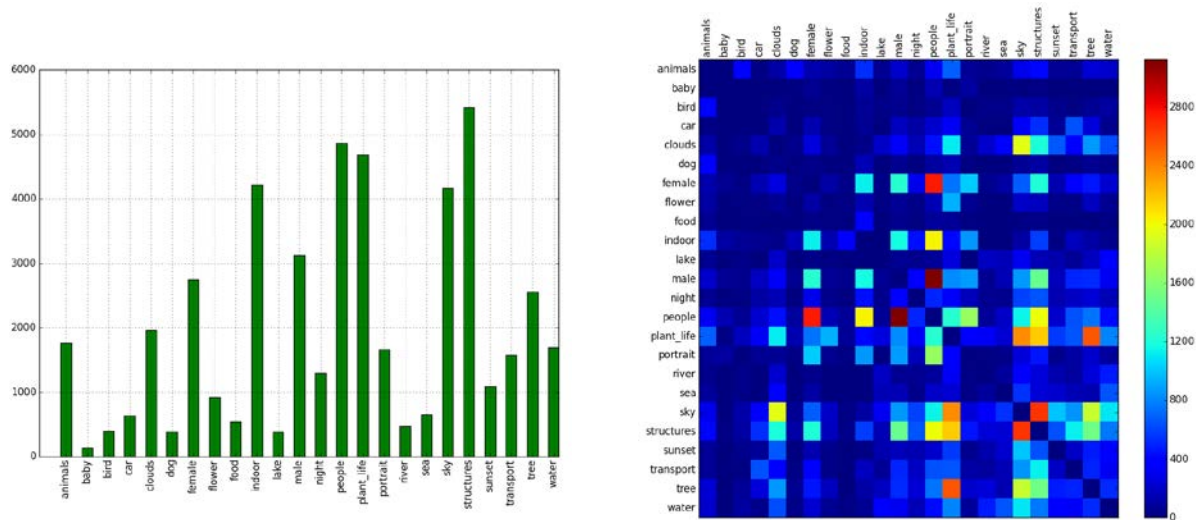 6000
5000
4000
3000
2000
1000
0
animals
baby
bird
car
clouds
dog
female
flower
food
indoor
lake
male
night
people
plant_life
portrait
river
sea
sky
structures
sunset
transport
tree
water
animals
baby
bird
car
clouds
dog
female
flower
food
indoor
lake
male
night
people
plant_life
portrait
river
sea
sky
structures
sunset
transport
tree
water
animals
baby
bird
car
clouds
dog
female
flower
food
indoor
lake
male
night
people
plant_life
portrait
river
sea
sky
structures
sunset
transport
tree
water
2800
2400
2000
1600
1200
800
400
0